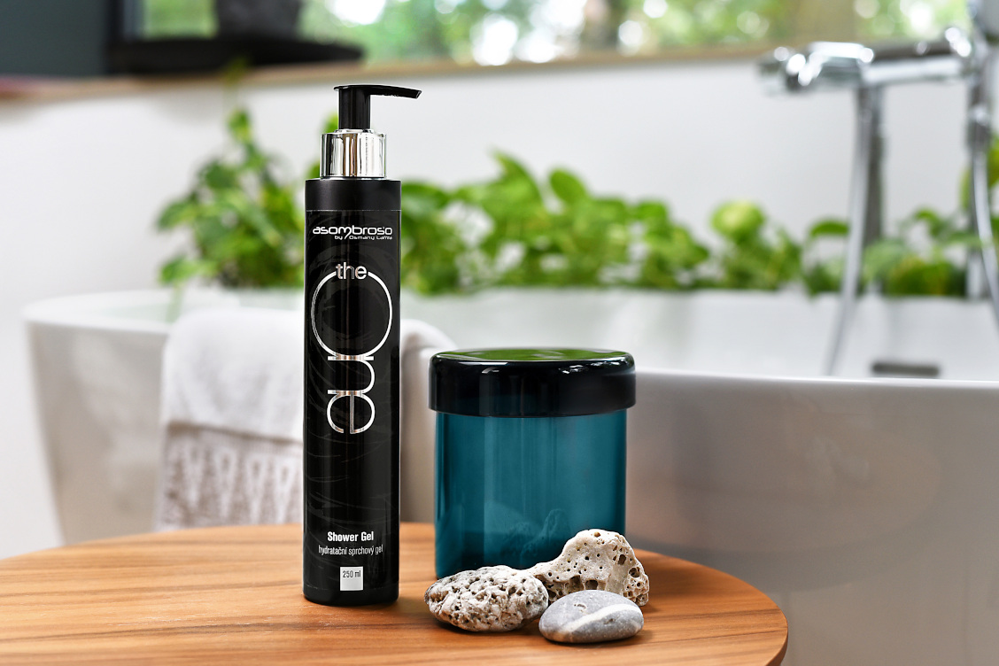 asombroso
by Osmany Laffita
the
One
Shower Gel
hydratační sprchový gel
250 ml